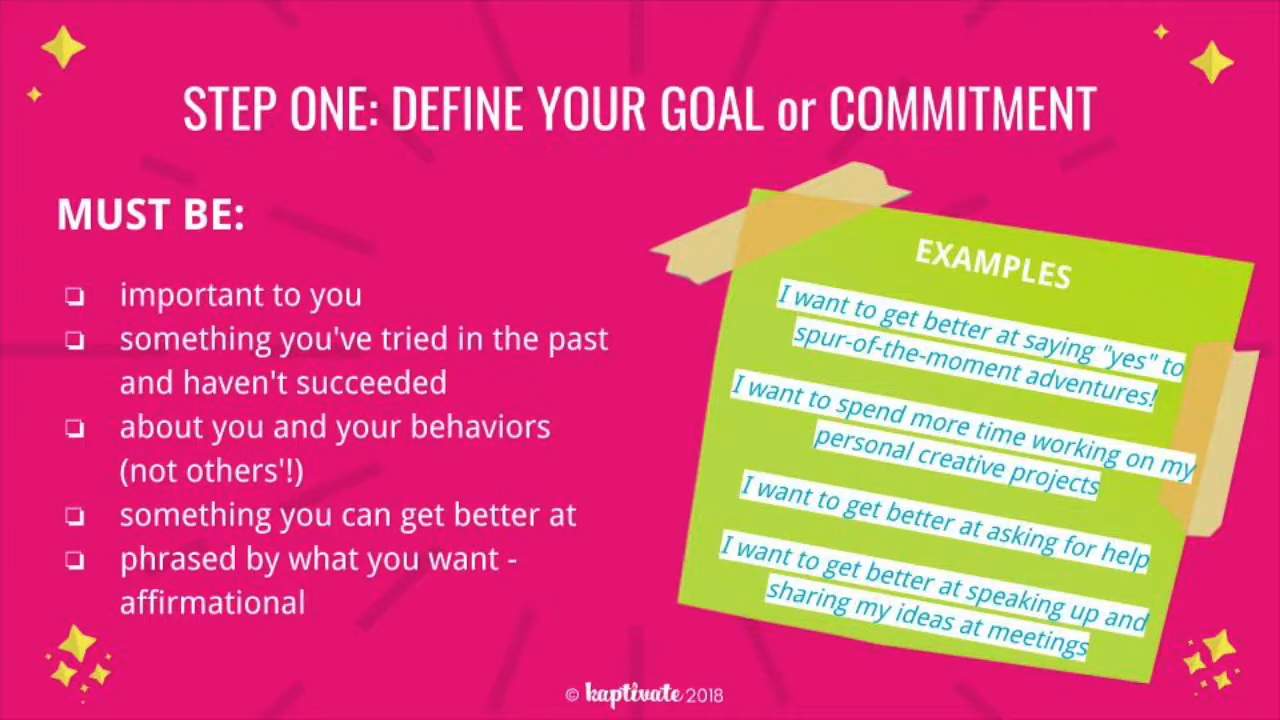 STEP ONE: DEFINE YOUR GOAL or COMMITMENT
MUST BE:
important to you
something you've tried in the past
and haven't succeeded
about you and your behaviors
(not others'!)
something you can get better at
phrased by what you want -
affirmational
EXAMPLES
I want to get better at saying "yes" to
spur-of-the-moment adventures!
I want to spend more time working on my
personal creative projects
I want to get better at asking for help
I want to get better at speaking up and
sharing my ideas at meetings
© kaptivate 2018